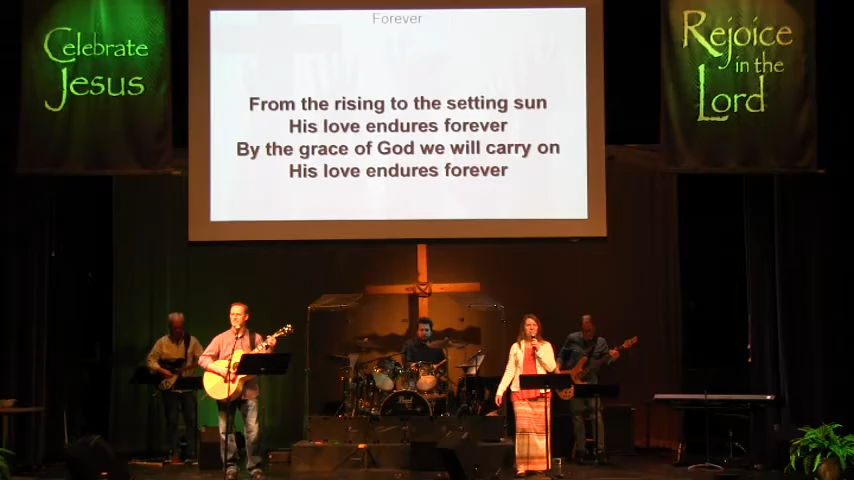 Forever
Celebrate
Jesus
Rejoice
in the
Lord
From the rising to the setting sun
His love endures forever
By the grace of God we will carry on
His love endures forever